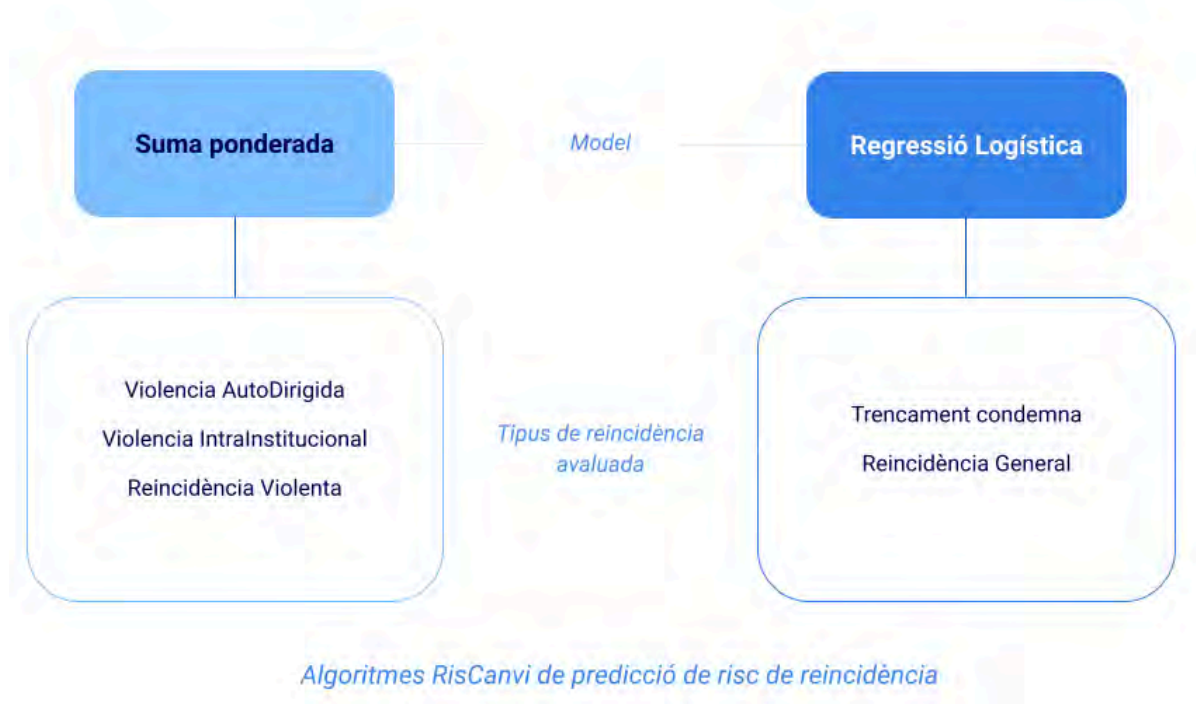 Suma ponderada
Model
Regressió Logística
Violencia AutoDirigida
Violencia IntraInstitucional
Reincidència Violenta
Tipus de reincidència
avaluada
Trencament condemna
Reincidència General
Algoritmes RisCanvi de predicció de risc de reincidència